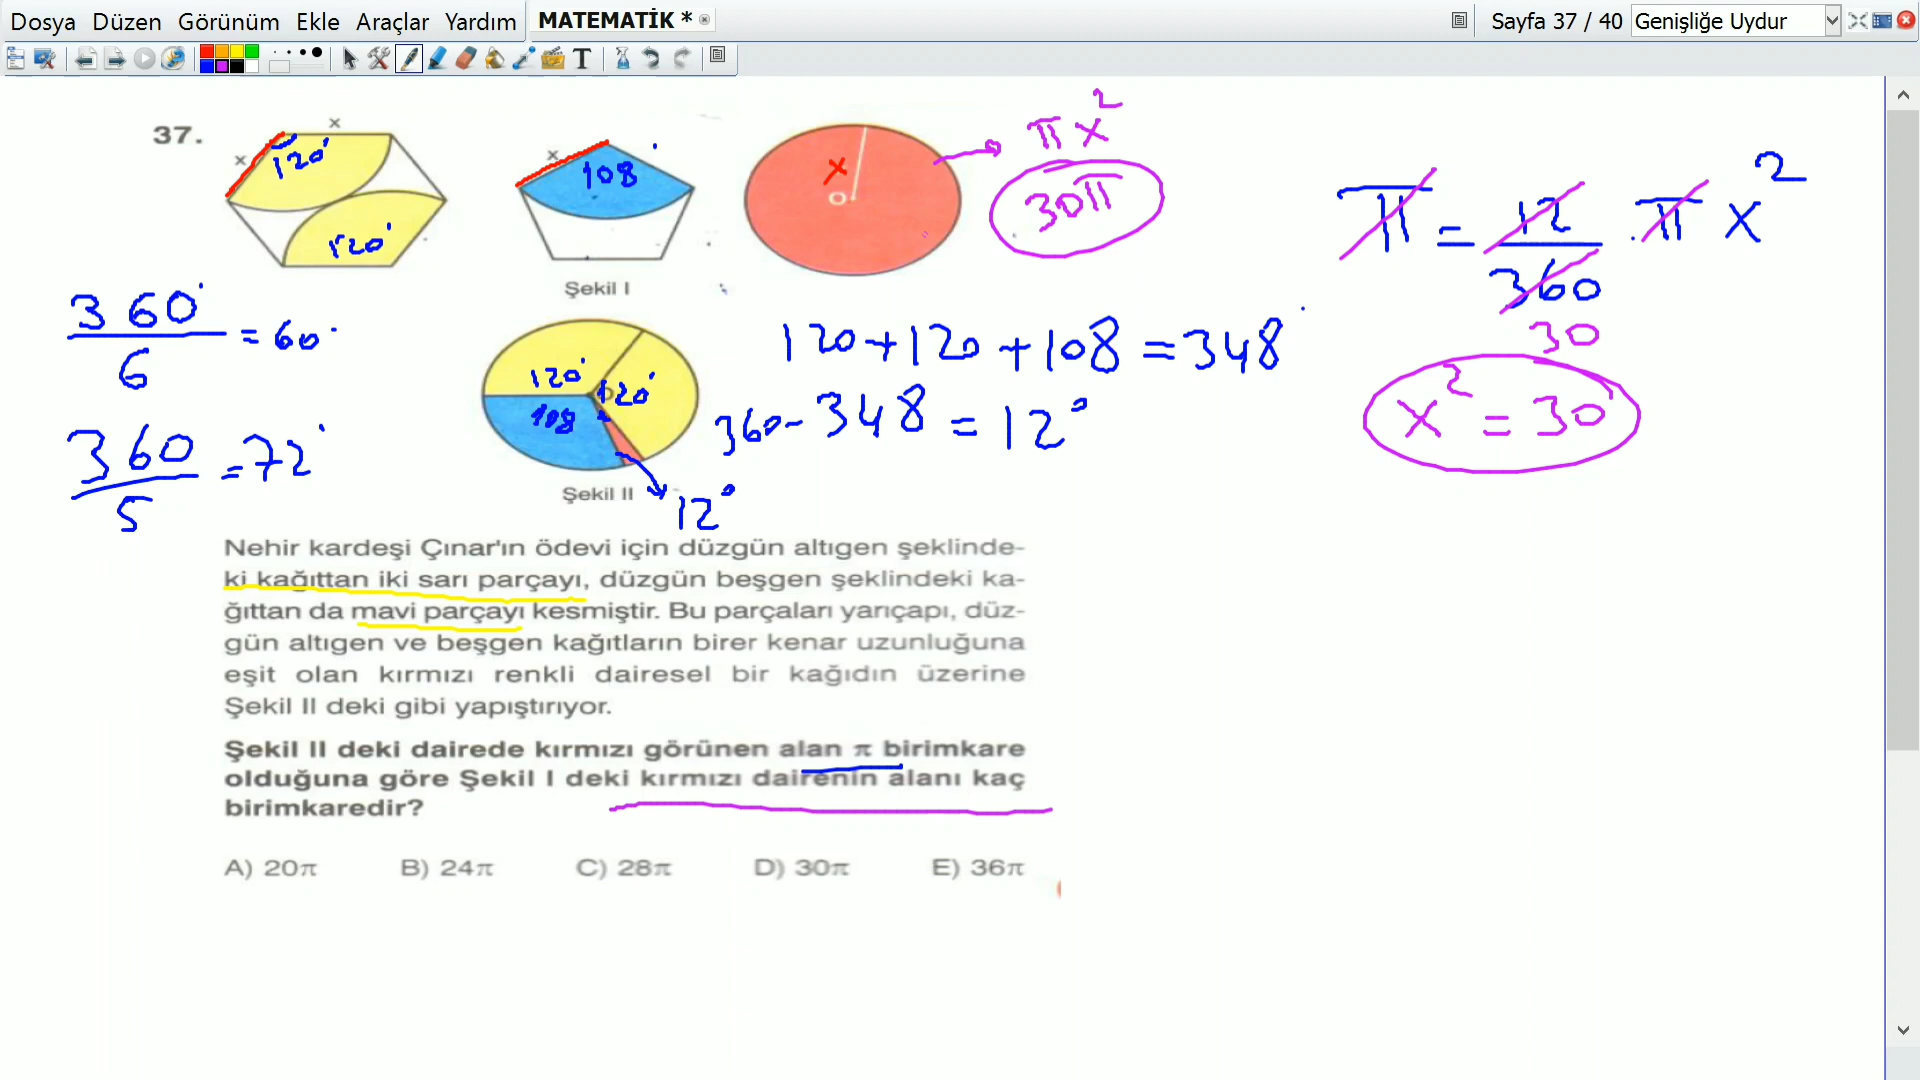 Dosya Düzen Görünüm Ekle Araçlar Yardım
MATEMATİK *
Sayfa 37 / 40
Genişliğe Uydur
37.
x
x
120°
120°
x
108
Şekil I
x
O
πx²
30π
π = 12/360 . π x²
30
x² = 30
360°/6 = 60°
360/5 = 72°
120°
120°
108
12°
Şekil II
120+120+108=348
360-348=12°
Nehir kardeşi Çınar'ın ödevi için düzgün altıgen şeklinde-
ki kağıttan iki sarı parçayı, düzgün beşgen şeklindeki ka-
ğıttan da mavi parçayı kesmiştir. Bu parçaları yarıçapı, düz-
gün altıgen ve beşgen kağıtların birer kenar uzunluğuna
eşit olan kırmızı renkli dairesel bir kağıdın üzerine
Şekil II deki gibi yapıştırıyor.
Şekil II deki dairede kırmızı görünen alan π birimkare
olduğuna göre Şekil I deki kırmızı dairenin alanı kaç
birimkaredir?
A) 20π B) 24π C) 28π D) 30π E) 36π